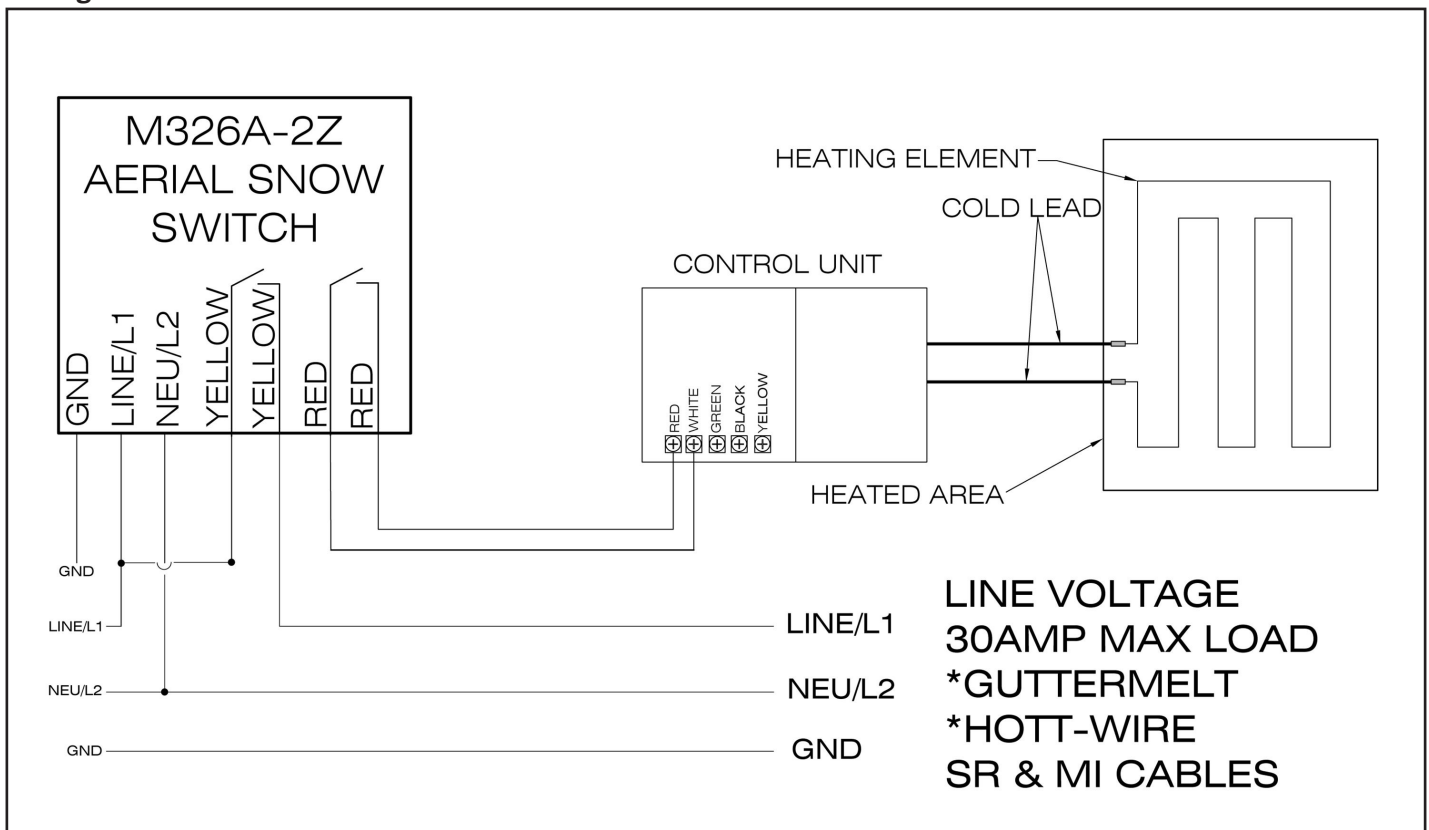 M326A-2Z
AERIAL SNOW
SWITCH
GND
LINE/L1
NEU/L2
YELLOW
YELLOW
RED
RED
GND
LINE/L1
NEU/L2
GND
CONTROL UNIT
RED
WHITE
GREEN
BLACK
YELLOW
HEATING ELEMENT
COLD LEAD
HEATED AREA
LINE/L1
NEU/L2
GND
LINE VOLTAGE
30AMP MAX LOAD
*GUTTERMELT
*HOTT-WIRE
SR & MI CABLES